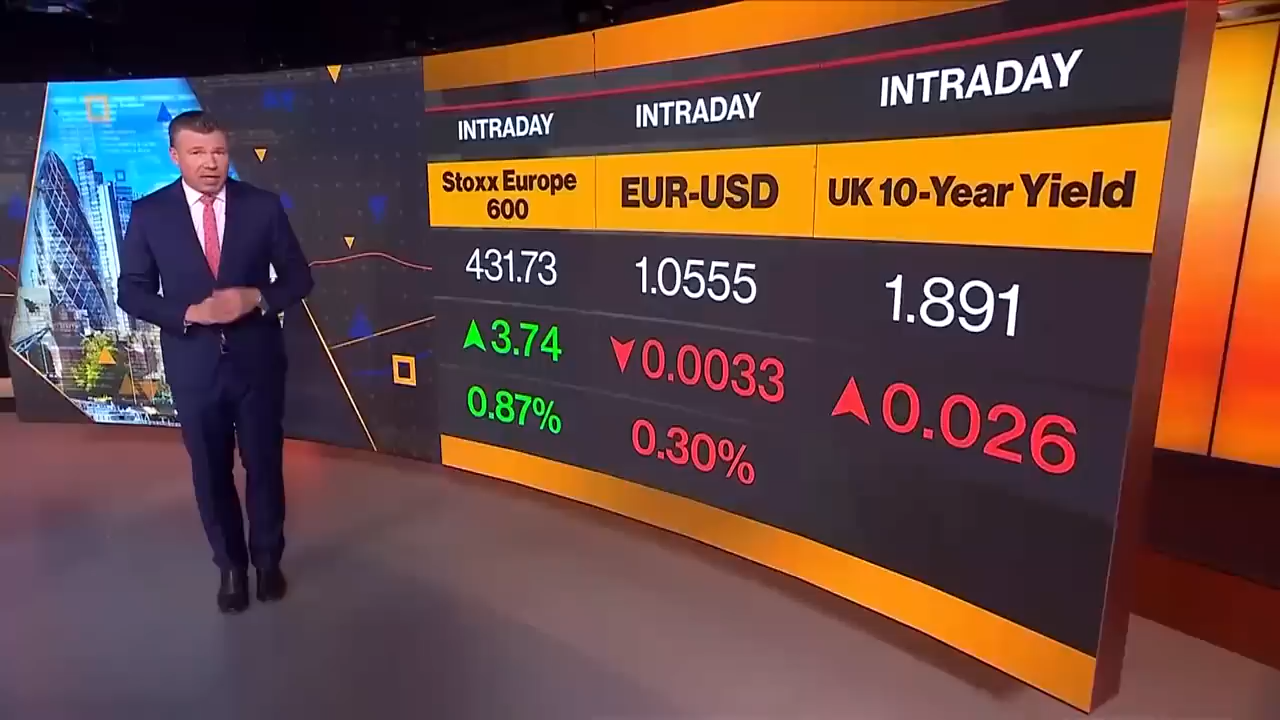 INTRADAY
INTRADAY
INTRADAY
Stoxx Europe
600
EUR-USD
UK 10-Year Yield
431.73
1.0555
1.891
▲3.74
▼0.0033
▲0.026
0.87%
0.30%